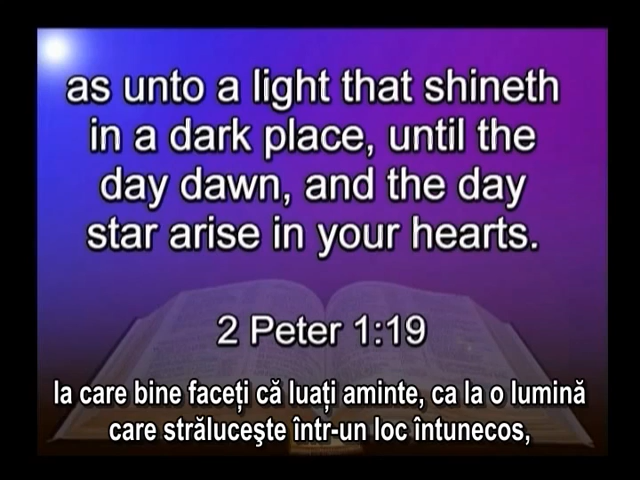 as unto a light that shineth
in a dark place, until the
day dawn, and the day
star arise in your hearts.
2 Peter 1:19
la care bine faceți că luați aminte, ca la o lumină
care străluceşte într-un loc întunecos,